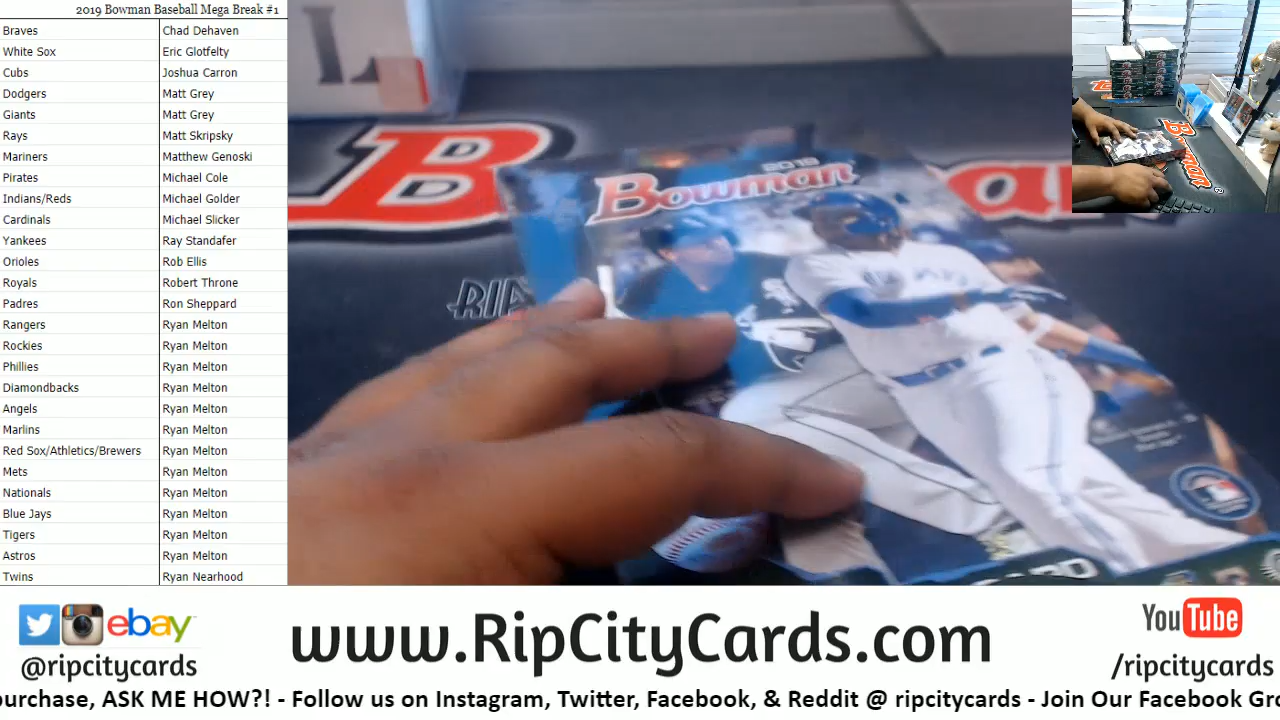 2019 Bowman Baseball Mega Break #1
Braves Chad Dehaven
White Sox Eric Glotfelty
Cubs Joshua Carron
Dodgers Matt Grey
Giants Matt Grey
Rays Matt Skripsky
Mariners Matthew Genoski
Pirates Michael Cole
Indians/Reds Michael Golder
Cardinals Michael Slicker
Yankees Ray Standafer
Orioles Rob Ellis
Royals Robert Throne
Padres Ron Sheppard
Rangers Ryan Melton
Rockies Ryan Melton
Phillies Ryan Melton
Diamondbacks Ryan Melton
Angels Ryan Melton
Marlins Ryan Melton
Red Sox/Athletics/Brewers Ryan Melton
Mets Ryan Melton
Nationals Ryan Melton
Blue Jays Ryan Melton
Tigers Ryan Melton
Astros Ryan Melton
Twins Ryan Nearhood
B
an
RIP
2019
Bowman
Bowman
ebay
@ripcitycards
www.RipCityCards.com
YouTube
/ripcitycards
purchase, ASK ME HOW?! - Follow us on Instagram, Twitter, Facebook, & Reddit @ ripcitycards - Join Our Facebook Gro